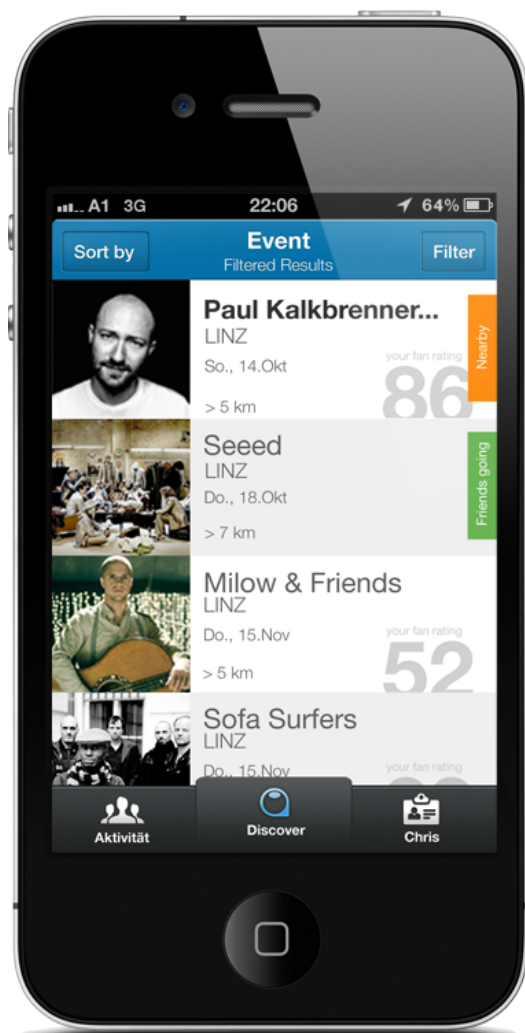 A1 3G 22:06 64%
Sort by Event Filter
Filtered Results
Paul Kalkbrenner...
LINZ
So., 14.Okt
> 5 km
your fan rating
86
Nearby
Seeed
LINZ
Do., 18.Okt
> 7 km
Friends going
Milow & Friends
LINZ
Do., 15.Nov
> 5 km
your fan rating
52
Sofa Surfers
LINZ
Do., 15.Nov
your fan rating
Aktivität Discover Chris